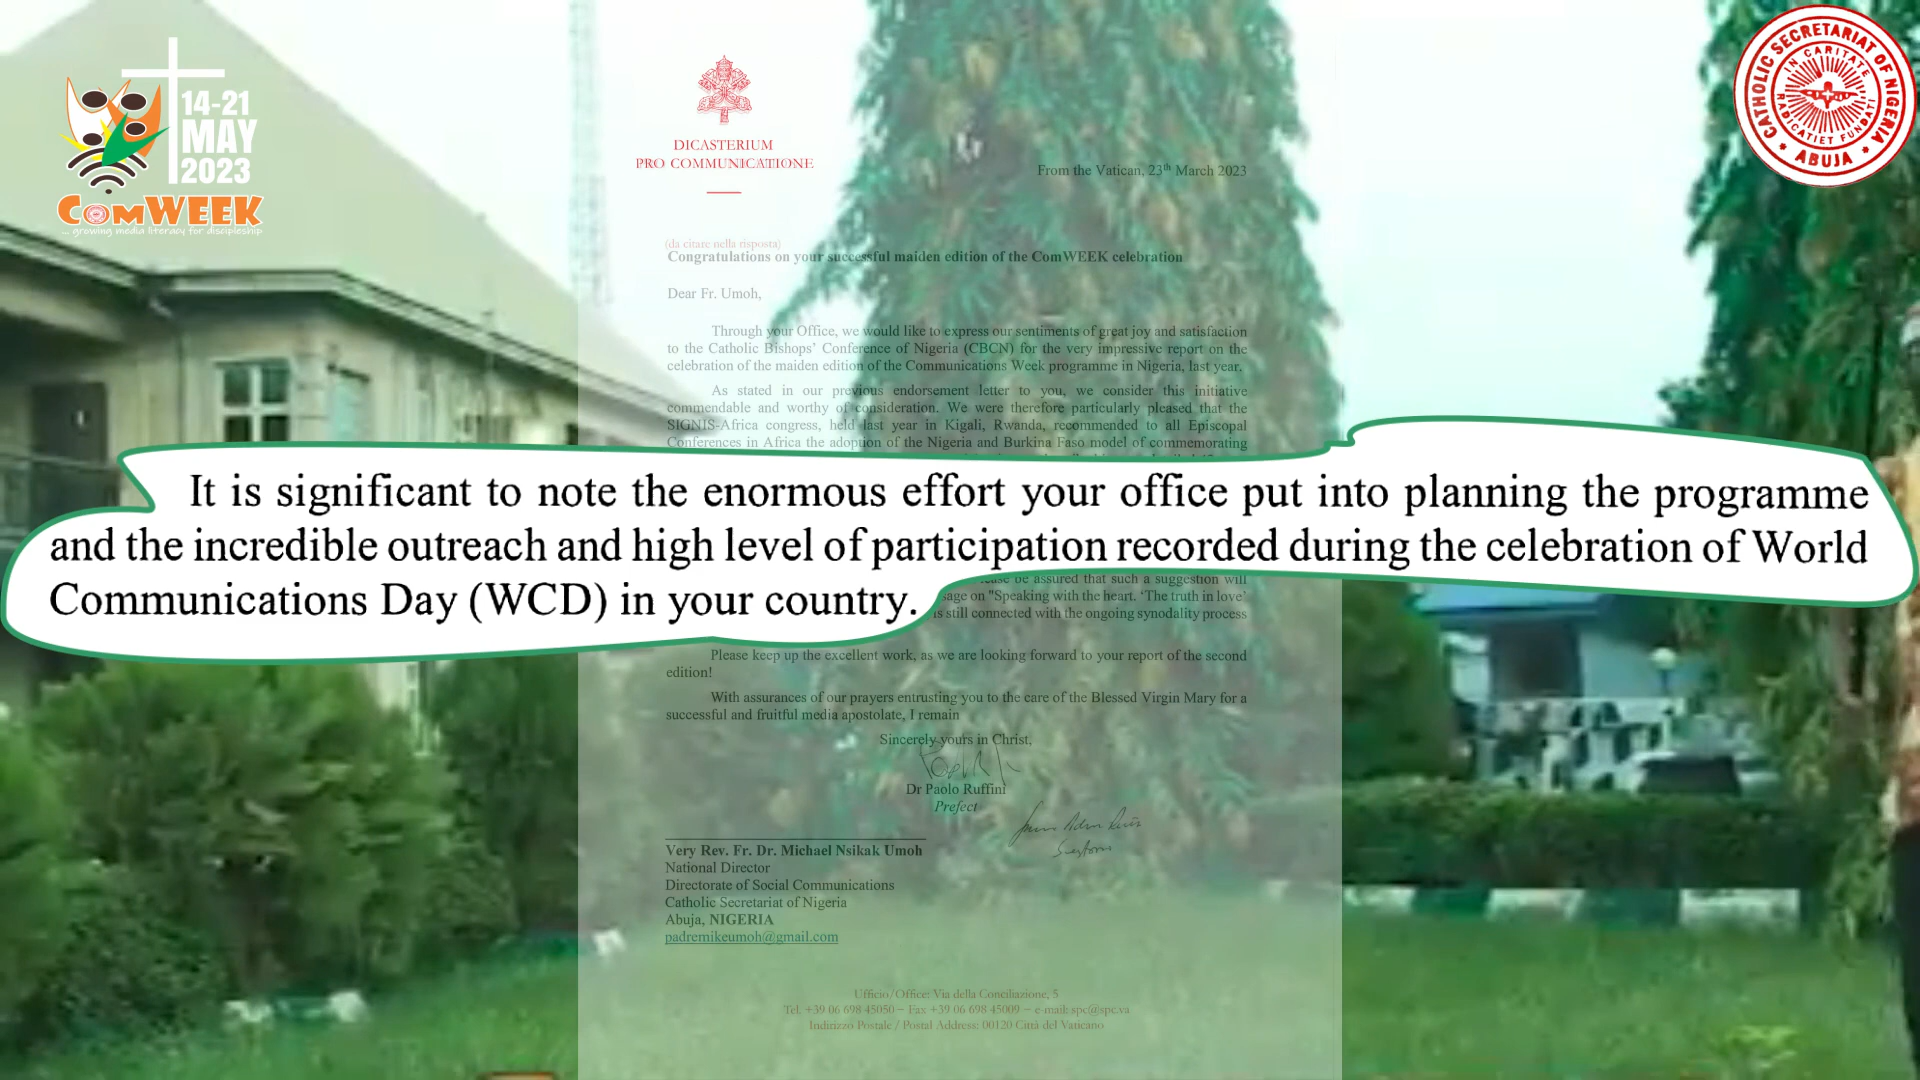 14-21
MAY
2023
ComWEEK
... growing media literacy for discipleship
CATHOLIC SECRETARIAT OF NIGERIA
IN CARITATE
RADICATI ET FUNDATI
ABUJA
DICASTERIUM
PRO COMMUNICATIONE
From the Vatican, 23th March 2023
(da citare nella risposta)
Congratulations on your successful maiden edition of the ComWEEK celebration
Dear Fr. Umoh,
Through your Office, we would like to express our sentiments of great joy and satisfaction
to the Catholic Bishops' Conference of Nigeria (CBCN) for the very impressive report on the
celebration of the maiden edition of the Communications Week programme in Nigeria, last year.
As stated in our previous endorsement letter to you, we consider this initiative
commendable and worthy of consideration. We were therefore particularly pleased that the
SIGNIS-Africa congress, held last year in Kigali, Rwanda, recommended to all Episcopal
Conferences in Africa the adoption of the Nigeria and Burkina Faso model of commemorating
It is significant to note the enormous effort your office put into planning the programme
and the incredible outreach and high level of participation recorded during the celebration of World
Communications Day (WCD) in your country.
be assured that such a suggestion will
sage on "Speaking with the heart. 'The truth in love'
is still connected with the ongoing synodality process
Please keep up the excellent work, as we are looking forward to your report of the second
edition!
With assurances of our prayers entrusting you to the care of the Blessed Virgin Mary for a
successful and fruitful media apostolate, I remain
Sincerely yours in Christ,
Dr Paolo Ruffini
Prefect
Very Rev. Fr. Dr. Michael Nsikak Umoh
National Director
Directorate of Social Communications
Catholic Secretariat of Nigeria
Abuja, NIGERIA
padremikeumoh@gmail.com
Ufficio/Office: Via della Conciliazione, 5
Tel. +39 06 698 45050 – Fax +39 06 698 45009 – e-mail: spc@spc.va
Indirizzo Postale / Postal Address: 00120 Città del Vaticano